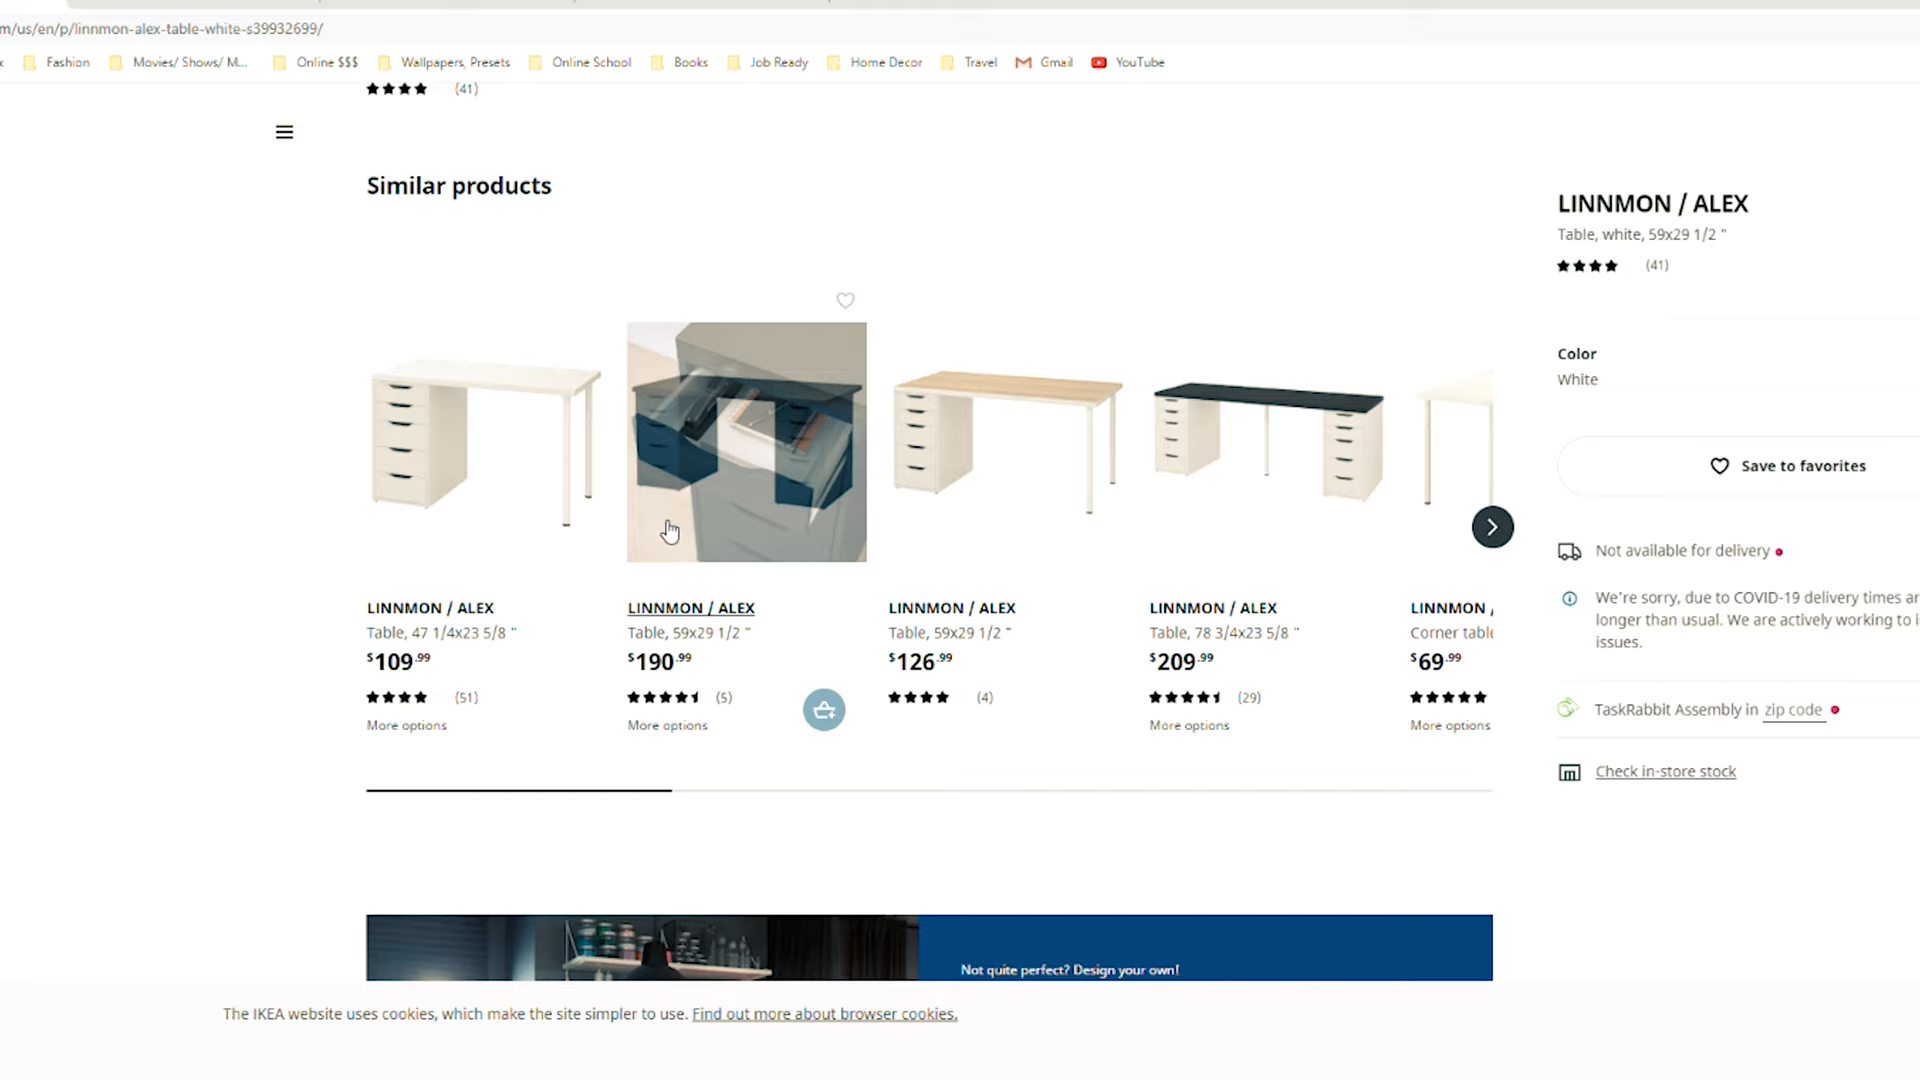 m/us/en/p/linnmon-alex-table-white-s39932699/
Fashion Movies/ Shows/ M... Online $$$ Wallpapers, Presets Online School Books Job Ready Home Decor Travel Gmail YouTube
(41)
Similar products
LINNMON / ALEX
Table, 47 1/4x23 5/8 "
$109.99
(51)
More options
LINNMON / ALEX
Table, 59x29 1/2 "
$190.99
(5)
More options
LINNMON / ALEX
Table, 59x29 1/2 "
$126.99
(4)
LINNMON / ALEX
Table, 78 3/4x23 5/8 "
$209.99
(29)
More options
LINNMON /
Corner table
$69.99
More options
LINNMON / ALEX
Table, white, 59x29 1/2 "
(41)
Color
White
Save to favorites
Not available for delivery
We're sorry, due to COVID-19 delivery times ar
longer than usual. We are actively working to i
issues.
TaskRabbit Assembly in zip code
Check in-store stock
Not quite perfect? Design your own!
The IKEA website uses cookies, which make the site simpler to use. Find out more about browser cookies.